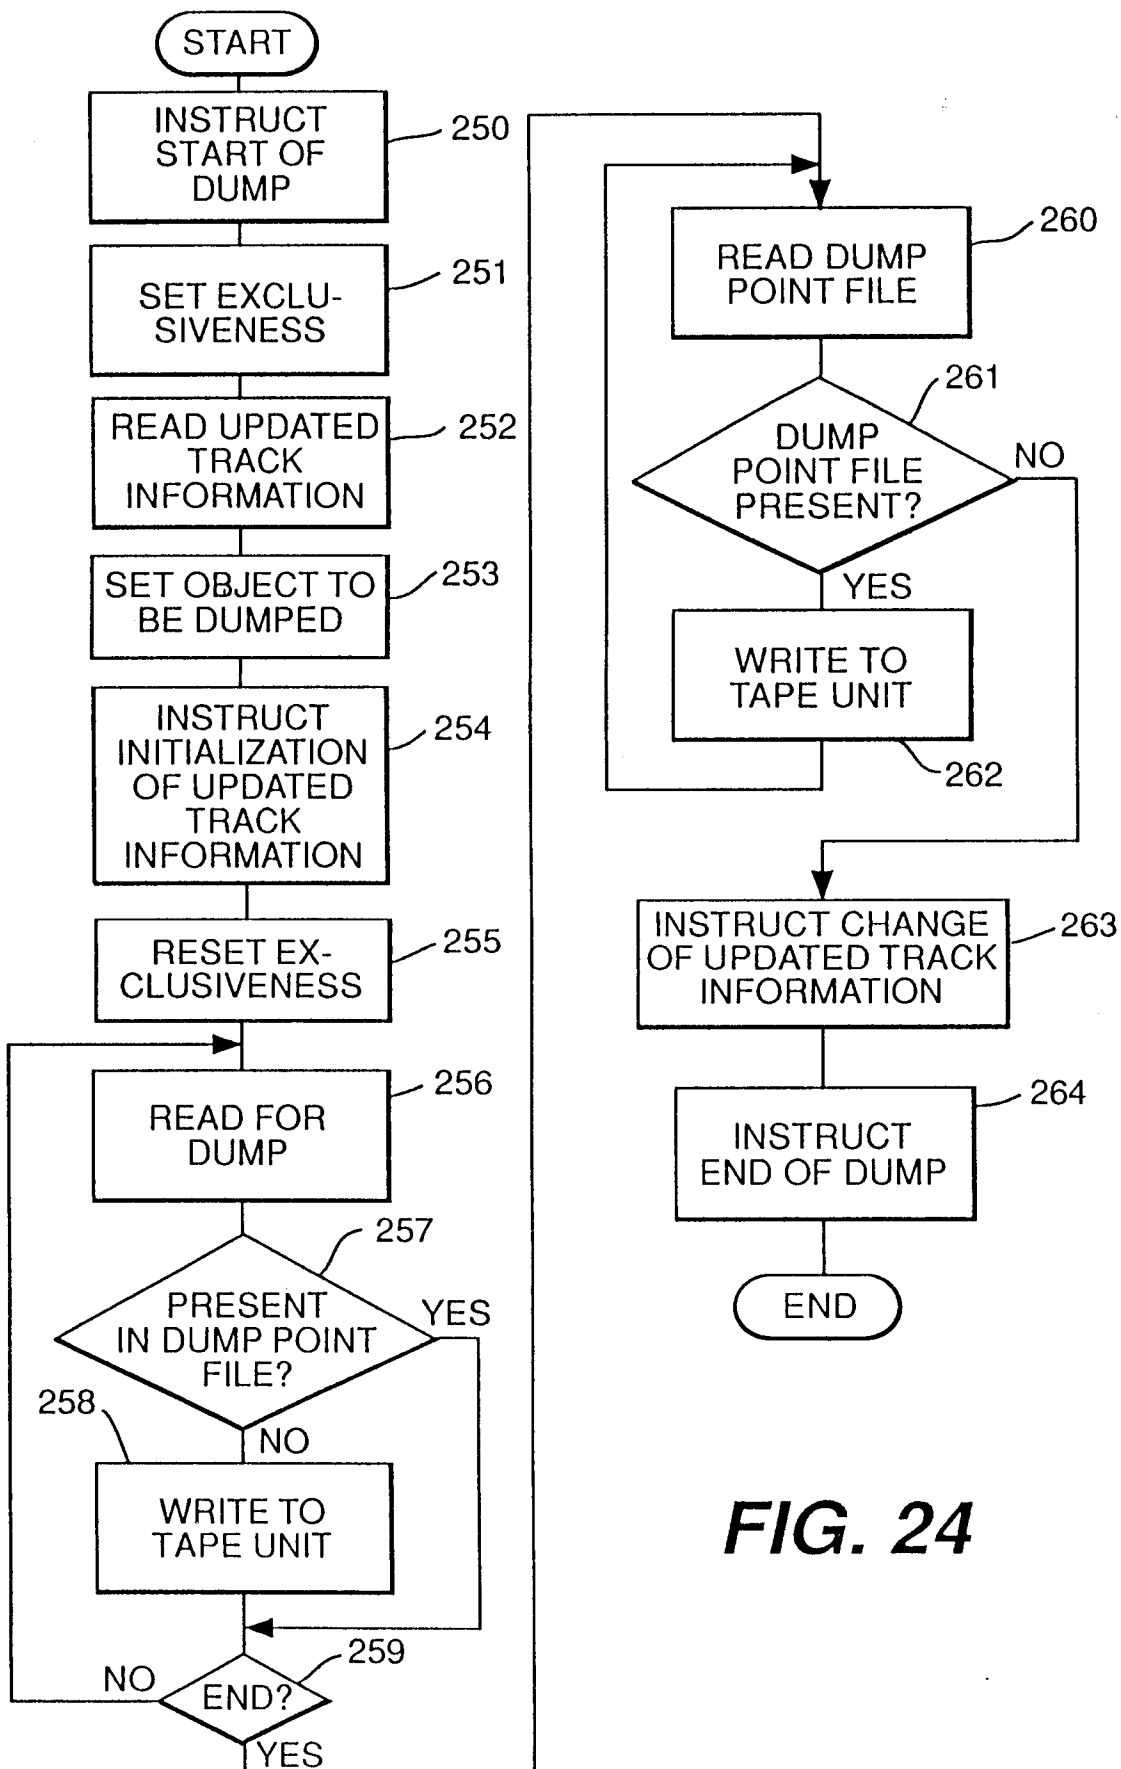 START
INSTRUCT
START OF
DUMP
250
SET EXCLU-
SIVENESS
251
READ UPDATED
TRACK
INFORMATION
252
SET OBJECT TO
BE DUMPED
253
INSTRUCT
INITIALIZATION
OF UPDATED
TRACK
INFORMATION
254
RESET EX-
CLUSIVENESS
255
READ FOR
DUMP
256
257
PRESENT
IN DUMP POINT
FILE?
YES
NO
258
WRITE TO
TAPE UNIT
259
END?
NO
YES
READ DUMP
POINT FILE
260
261
DUMP
POINT FILE
PRESENT?
NO
YES
WRITE TO
TAPE UNIT
262
INSTRUCT CHANGE
OF UPDATED TRACK
INFORMATION
263
INSTRUCT
END OF DUMP
264
END
FIG. 24